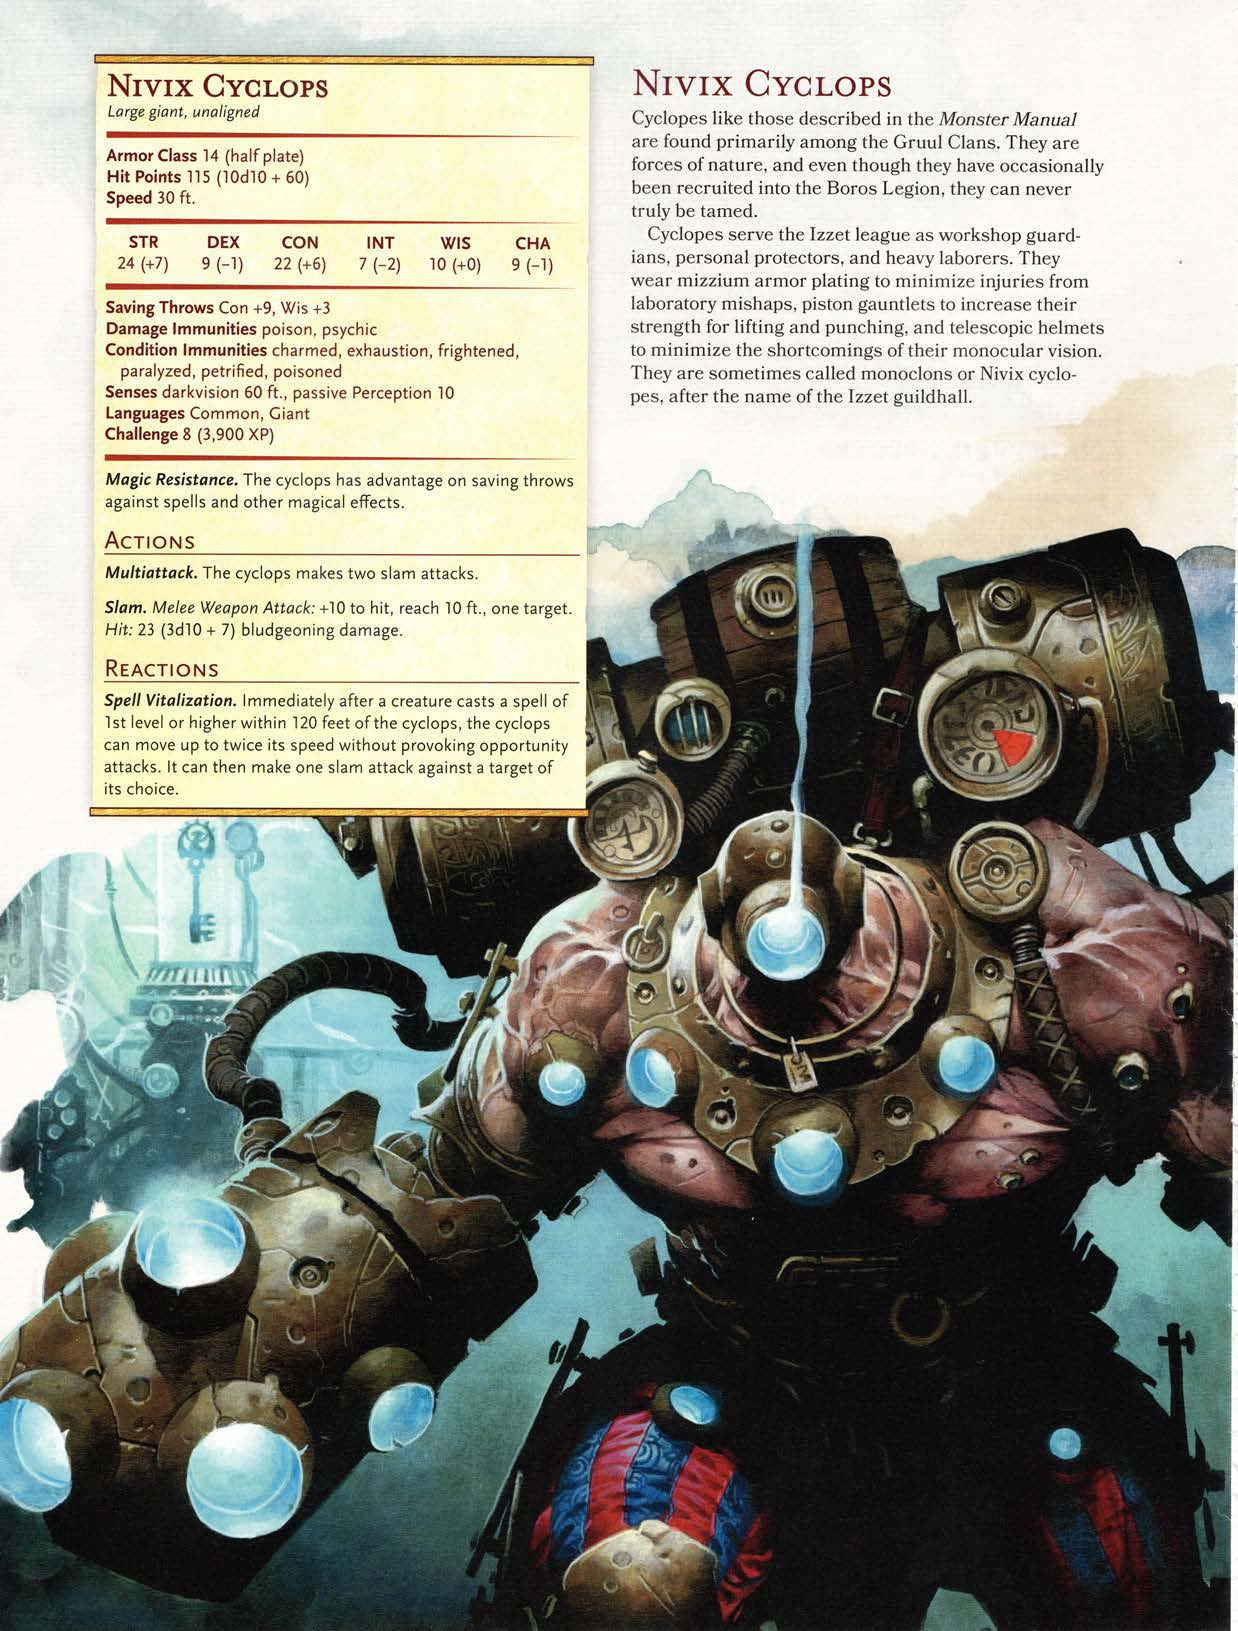 Nivix Cyclops
Large giant, unaligned
Armor Class 14 (half plate)
Hit Points 115 (10d10 + 60)
Speed 30 ft.
STR DEX CON INT WIS CHA
24 (+7) 9 (−1) 22 (+6) 7 (−2) 10 (+0) 9 (−1)
Saving Throws Con +9, Wis +3
Damage Immunities poison, psychic
Condition Immunities charmed, exhaustion, frightened,
paralyzed, petrified, poisoned
Senses darkvision 60 ft., passive Perception 10
Languages Common, Giant
Challenge 8 (3,900 XP)
Magic Resistance. The cyclops has advantage on saving throws
against spells and other magical effects.
Actions
Multiattack. The cyclops makes two slam attacks.
Slam. Melee Weapon Attack: +10 to hit, reach 10 ft., one target.
Hit: 23 (3d10 + 7) bludgeoning damage.
Reactions
Spell Vitalization. Immediately after a creature casts a spell of
1st level or higher within 120 feet of the cyclops, the cyclops
can move up to twice its speed without provoking opportunity
attacks. It can then make one slam attack against a target of
its choice.
Nivix Cyclops
Cyclopes like those described in the Monster Manual
are found primarily among the Gruul Clans. They are
forces of nature, and even though they have occasionally
been recruited into the Boros Legion, they can never
truly be tamed.
Cyclopes serve the Izzet league as workshop guard-
ians, personal protectors, and heavy laborers. They
wear mizzium armor plating to minimize injuries from
laboratory mishaps, piston gauntlets to increase their
strength for lifting and punching, and telescopic helmets
to minimize the shortcomings of their monocular vision.
They are sometimes called monoclons or Nivix cyclo-
pes, after the name of the Izzet guildhall.